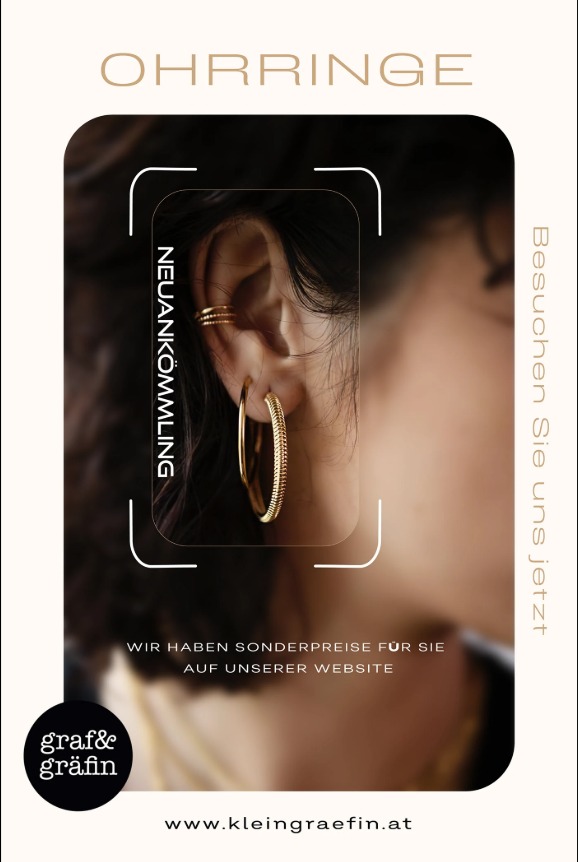 OHRRINGE
NEUANKÖMMLING
Besuchen Sie uns jetzt
WIR HABEN SONDERPREISE FÜR SIE
AUF UNSERER WEBSITE
graf&
gräfin
www.kleingraefin.at